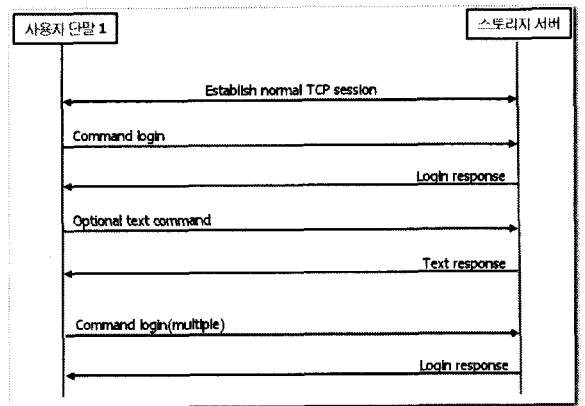 사용자 단말 1
스토리지 서버
Establish normal TCP session
Command login
Login response
Optional text command
Text response
Command login(multiple)
Login response